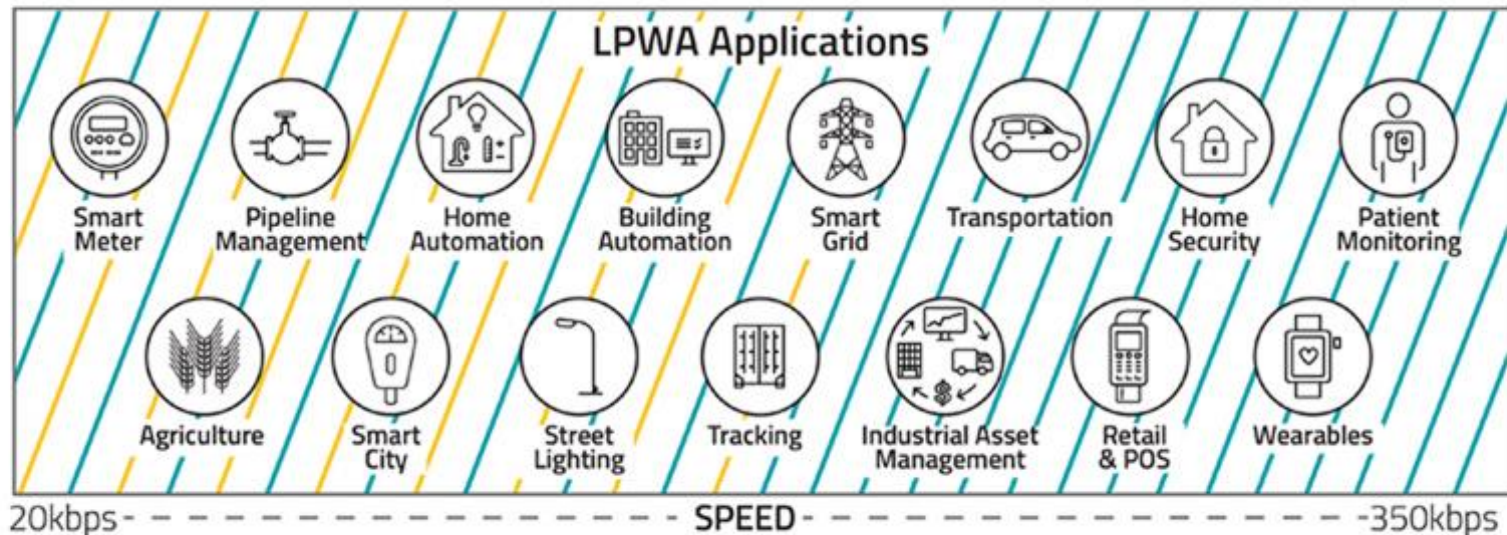 LPWA Applications
Smart
Meter
Pipeline
Management
Home
Automation
Building
Automation
Smart
Grid
Transportation
Home
Security
Patient
Monitoring
Agriculture
Smart
City
Street
Lighting
Tracking
Industrial Asset
Management
Retail
& POS
Wearables
20kbps
SPEED
350kbps